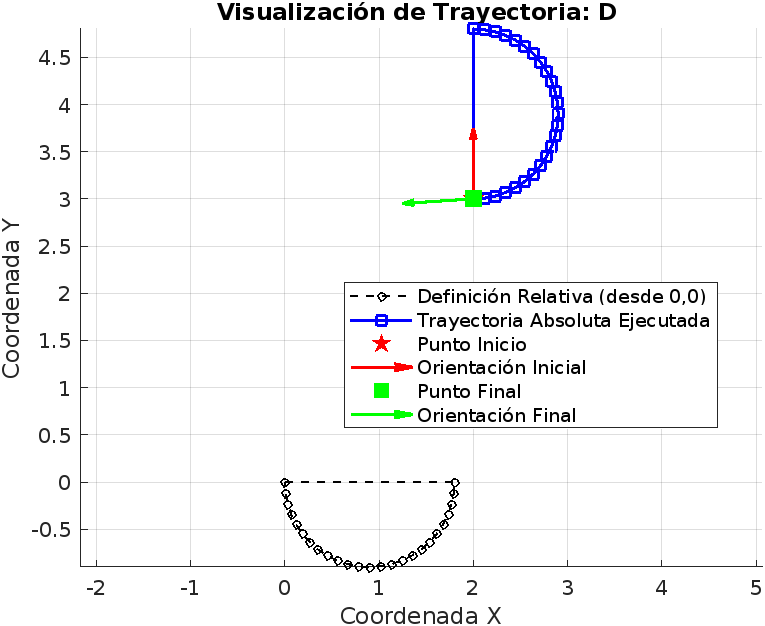 Visualización de Trayectoria: D
4.5
4
3.5
3
2.5
2
1.5
1
0.5
0
-0.5
Coordenada Y
Definición Relativa (desde 0,0)
Trayectoria Absoluta Ejecutada
Punto Inicio
Orientación Inicial
Punto Final
Orientación Final
-2 -1 0 1 2 3 4 5
Coordenada X